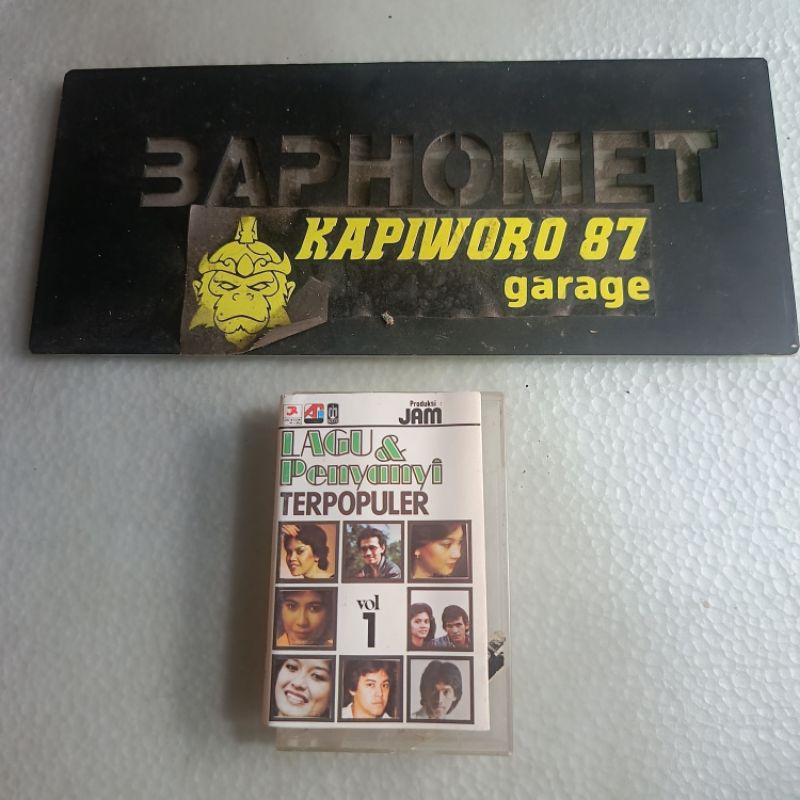 BAPHOMET
KAPIWORO 87
garage
Produksi :
JAM
LAGU &
Penyanyi
TERPOPULER
vol
1